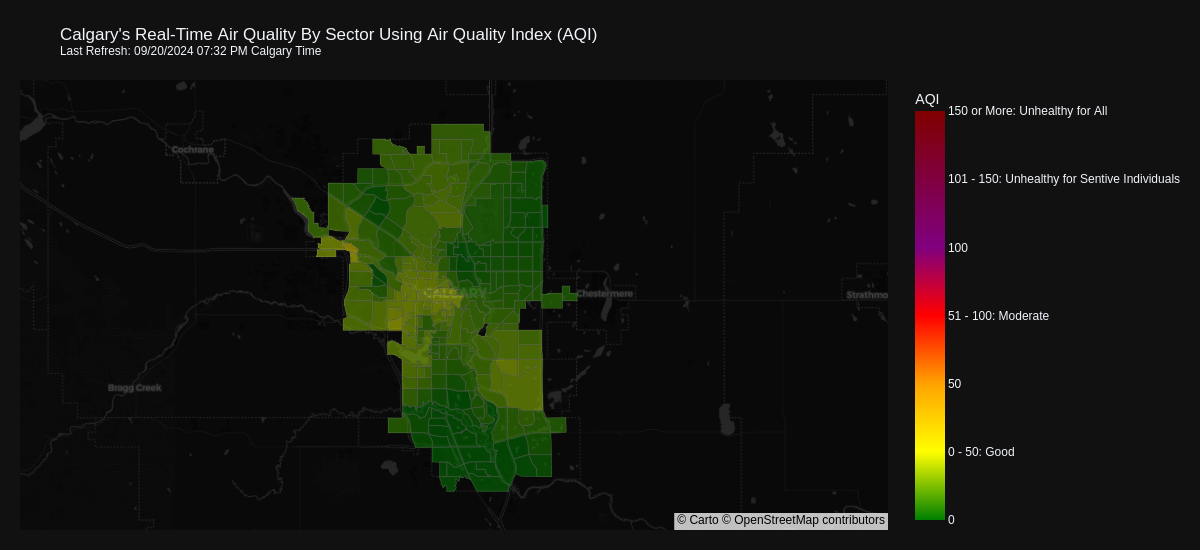 Calgary's Real-Time Air Quality By Sector Using Air Quality Index (AQI)
Last Refresh: 09/20/2024 07:32 PM Calgary Time
AQI
150 or More: Unhealthy for All
101 - 150: Unhealthy for Sentive Individuals
100
51 - 100: Moderate
50
0 - 50: Good
0
Cochrane
CALGARY
Chestermere
Strathmo
Bragg Creek
© Carto © OpenStreetMap contributors